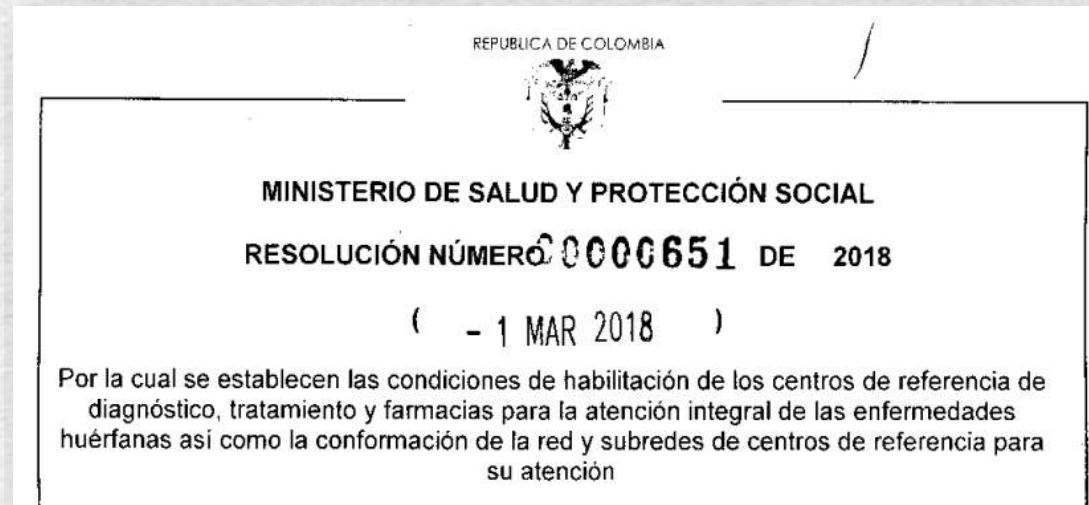 REPUBLICA DE COLOMBIA
MINISTERIO DE SALUD Y PROTECCIÓN SOCIAL
RESOLUCIÓN NÚMERO 00000651 DE 2018
( - 1 MAR 2018 )
Por la cual se establecen las condiciones de habilitación de los centros de referencia de
diagnóstico, tratamiento y farmacias para la atención integral de las enfermedades
huérfanas así como la conformación de la red y subredes de centros de referencia para
su atención